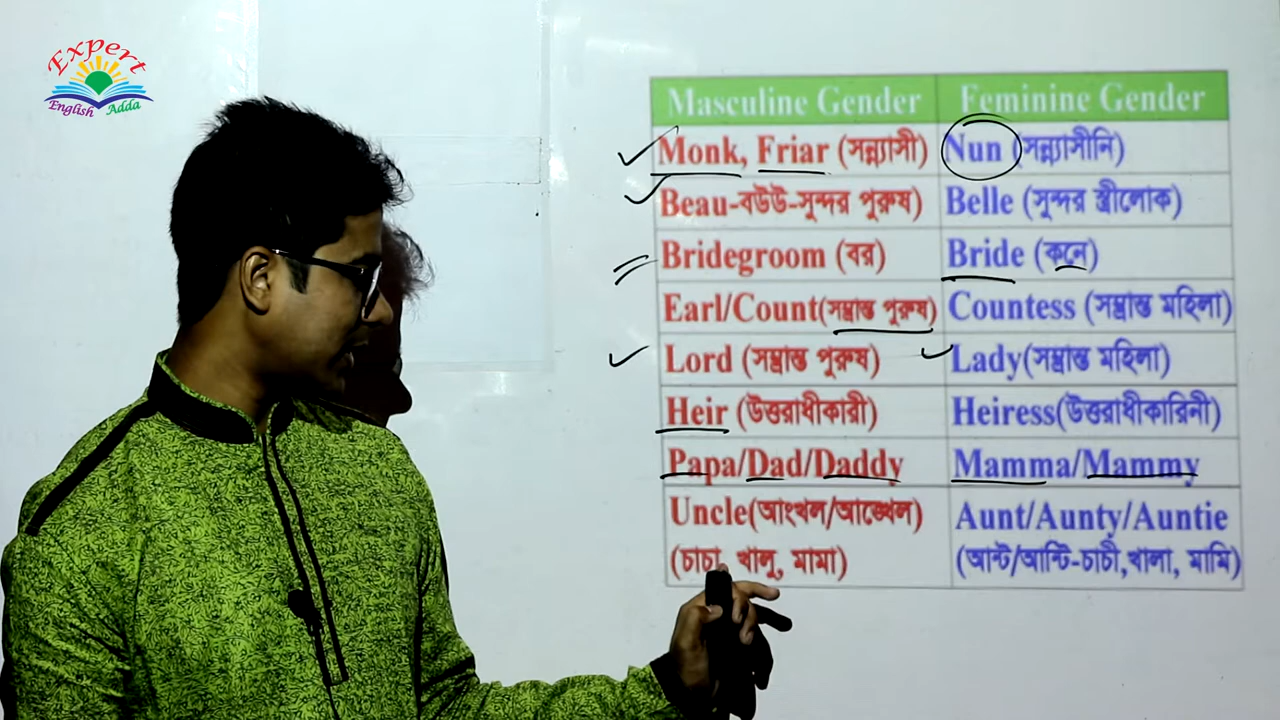 Expert
English Adda
Masculine Gender Feminine Gender
Monk, Friar (সন্ন্যাসী) Nun (সন্ন্যাসীনি)
Beau-বউউ-সুন্দর পুরুষ) Belle (সুন্দর স্ত্রীলোক)
Bridegroom (বর) Bride (কনে)
Earl/Count(সম্ভ্রান্ত পুরুষ) Countess (সম্ভ্রান্ত মহিলা)
Lord (সম্ভ্রান্ত পুরুষ) Lady(সম্ভ্রান্ত মহিলা)
Heir (উত্তরাধীকারী) Heiress(উত্তরাধীকারিনী)
Papa/Dad/Daddy Mamma/Mammy
Uncle(আংখল/আঙ্খেল) Aunt/Aunty/Auntie
(চাচা, খালু, মামা) (আন্ট/আন্টি-চাচী,খালা, মামি)